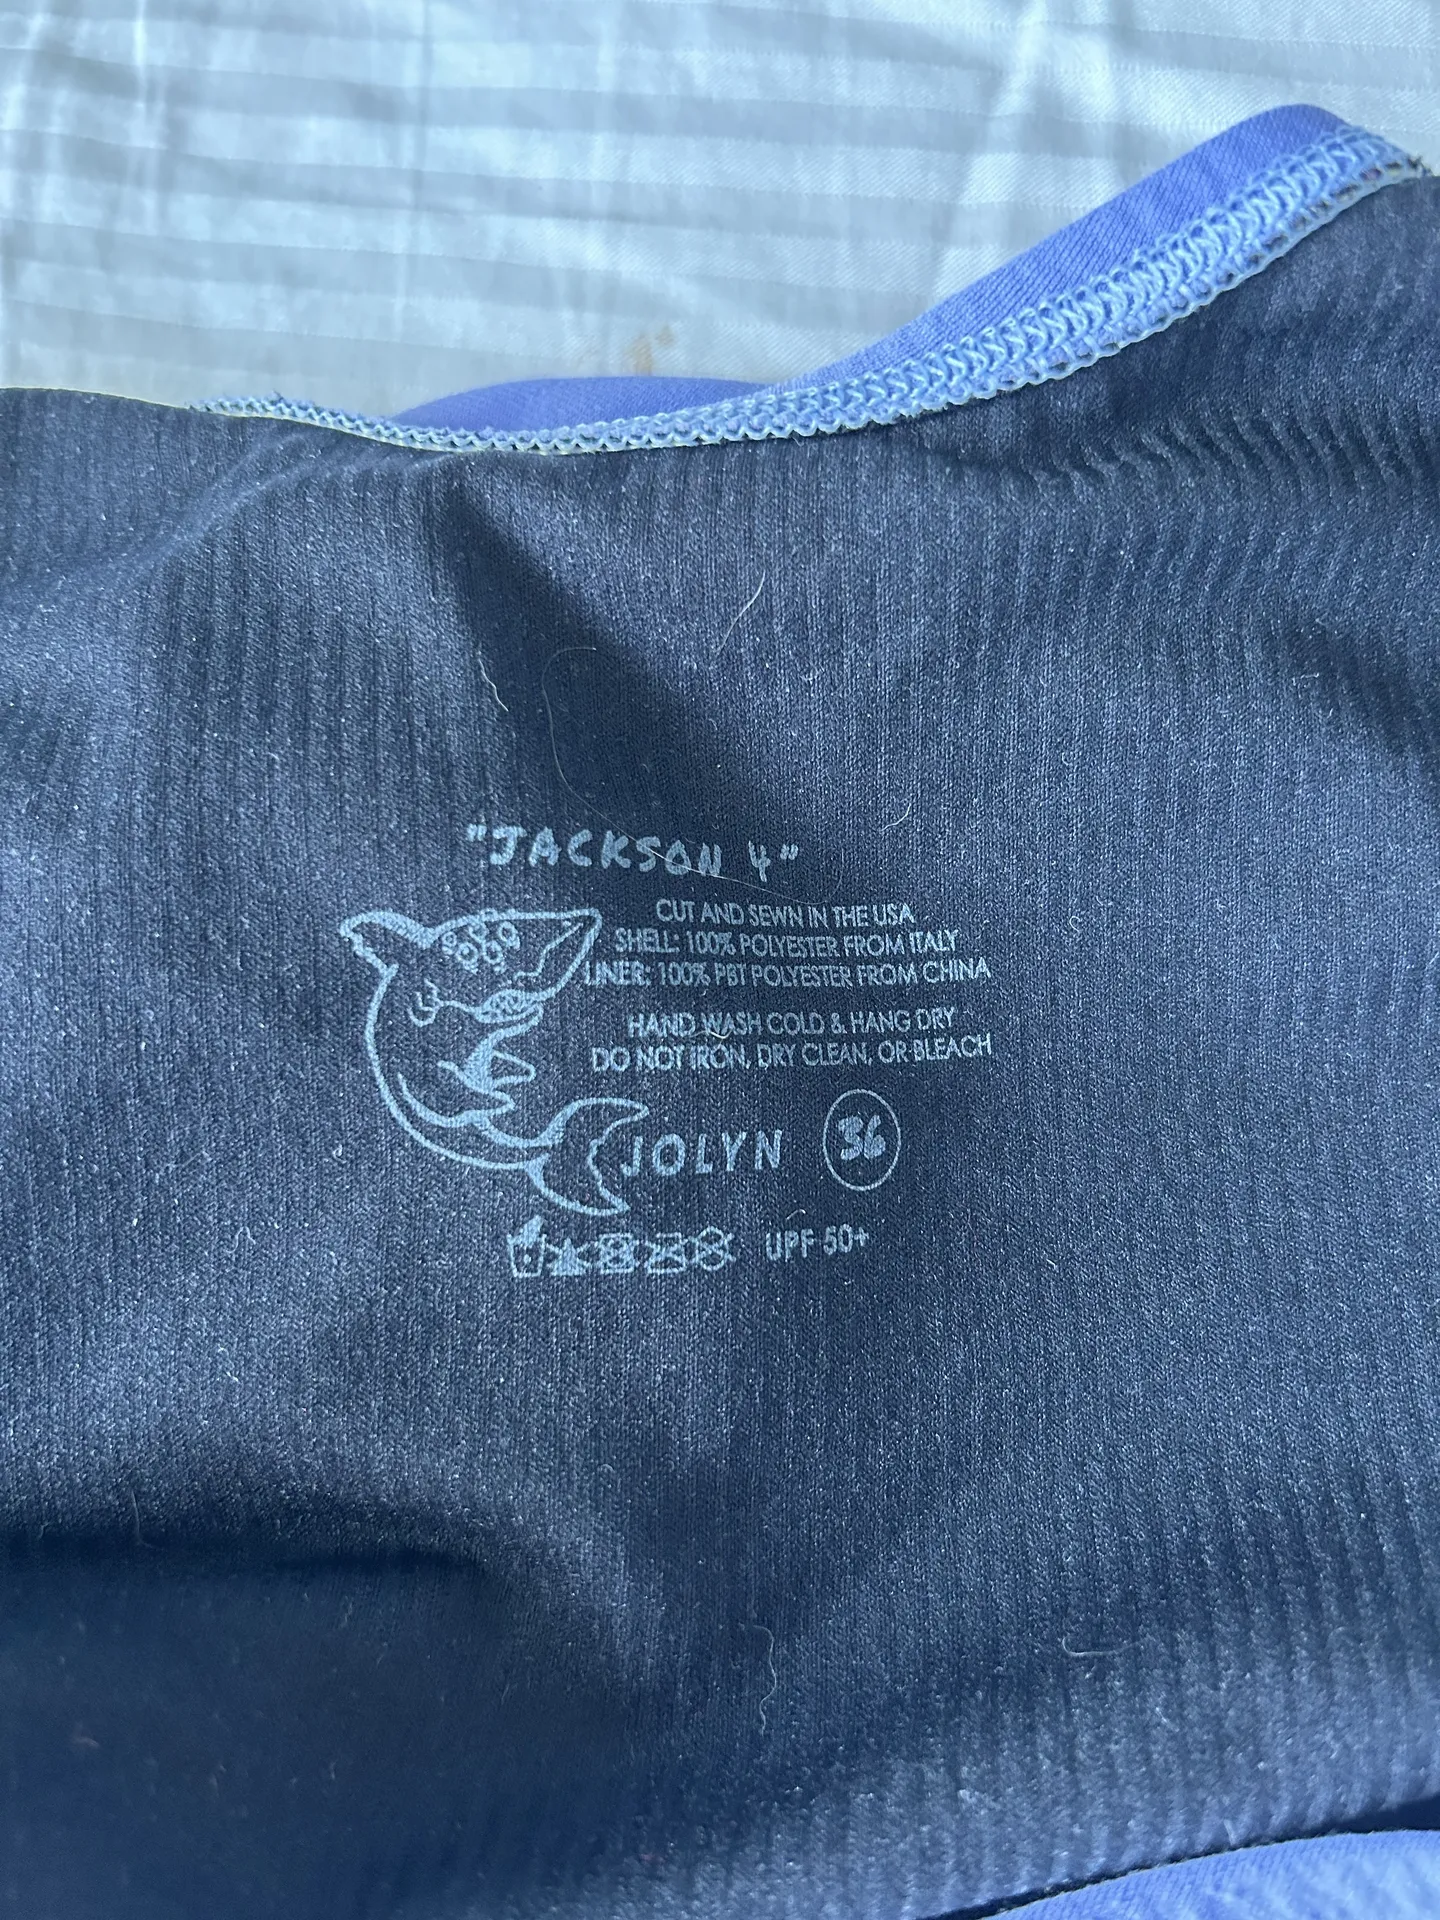 "JACKSON 4"
CUT AND SEWN IN THE USA
SHELL: 100% POLYESTER FROM ITALY
LINER: 100% PBT POLYESTER FROM CHINA
HAND WASH COLD & HANG DRY
DO NOT IRON, DRY CLEAN, OR BLEACH
JOLYN 36
UPF 50+